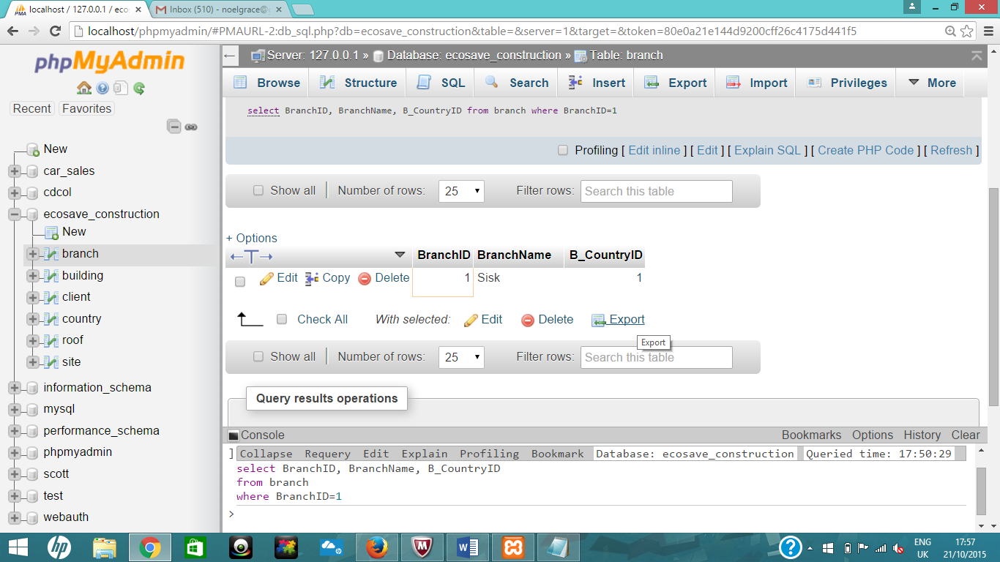 localhost / 127.0.0.1 / eco
Inbox (510) - noelgrace@
localhost/phpmyadmin/#PMAURL-2:db_sql.php?db=ecosave_construction&table=&server=1&target=&token=80e0a21e144d9200cff26c4175d441f5
phpMyAdmin
Recent Favorites
New
car_sales
cdcol
ecosave_construction
New
branch
building
client
country
roof
site
information_schema
mysql
performance_schema
phpmyadmin
scott
test
webauth
Server: 127.0.0.1 » Database: ecosave_construction » Table: branch
Browse Structure SQL Search Insert Export Import Privileges More
select BranchID, BranchName, B_CountryID from branch where BranchID=1
Profiling [ Edit inline ] [ Edit ] [ Explain SQL ] [ Create PHP Code ] [ Refresh ]
Show all Number of rows: 25 Filter rows: Search this table
+ Options
BranchID BranchName B_CountryID
Edit Copy Delete 1 Sisk 1
Check All With selected: Edit Delete Export
Export
Show all Number of rows: 25 Filter rows: Search this table
Query results operations
Console Bookmarks Options History Clear
] Collapse Requery Edit Explain Profiling Bookmark Database: ecosave_construction Queried time: 17:50:29
select BranchID, BranchName, B_CountryID
from branch
where BranchID=1
>
ENG 17:57
UK 21/10/2015